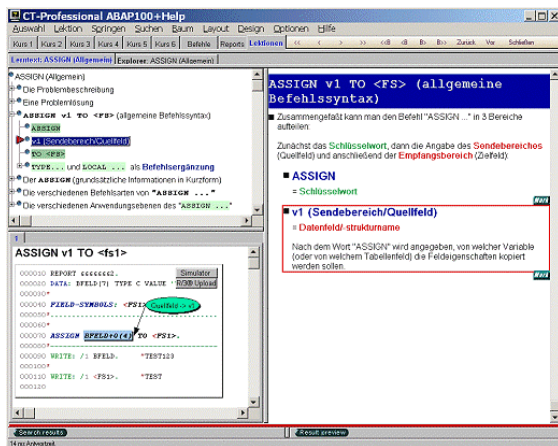 CT-Professional ABAP100+Help
Auswahl Lektion Springen Suchen Baum Layout Design Optionen Hilfe
Kurs 1 Kurs 2 Kurs 3 Kurs 4 Kurs 5 Kurs 6 Befehle Reports Lektionen << < > >> <<B <B B> B>> Zurück Vor Schließen
Lerntext: ASSIGN (Allgemein) Explorer: ASSIGN (Allgemein)
ASSIGN (Allgemein)
Die Problembeschreibung
Eine Problemlösung
ASSIGN v1 TO <FS> (allgemeine Befehlssyntax)
ASSIGN
v1 (Sendebereich/Quellfeld)
TO <FS>
TYPE... und LOCAL ... als Befehlsergänzung
Der ASSIGN (grundsätzliche Informationen in Kurzform)
Die verschiedenen Befehlsarten von "ASSIGN ..."
Die verschiedenen Anwendungsebenen des "ASSIGN ..."
1
ASSIGN v1 TO <fs1>
000010 REPORT &&&&&&&2. Simulator
000020 DATA: BFELD(7) TYPE C VALUE ' R/3® Upload
000030*
000040 FIELD-SYMBOLS: <FS1> Quellfeld -> v1
000050*
000060*
000070 ASSIGN BFELD+0(4) TO <FS1>.
000080*
000090 WRITE: /1 BFELD. *TEST123
000100*
000110 WRITE: /1 <FS1>. *TEST
000120
ASSIGN v1 TO <FS> (allgemeine
Befehlssyntax)
Zusammengefaßt kann man den Befehl "ASSIGN ..." in 3 Bereiche
aufteilen:
Zunächst das Schlüsselwort, dann die Angabe des Sendebereichs
(Quellfeld) und anschließend der Empfangsbereich (Zielfeld):
ASSIGN
= Schlüsselwort
v1 (Sendebereich/Quellfeld)
= Datenfeld/-strukturname
Nach dem Wort "ASSIGN" wird angegeben, von welcher Variable
(oder von welchem Tabellenfeld) die Feldeigenschaften kopiert
werden sollen.
Search results Result preview